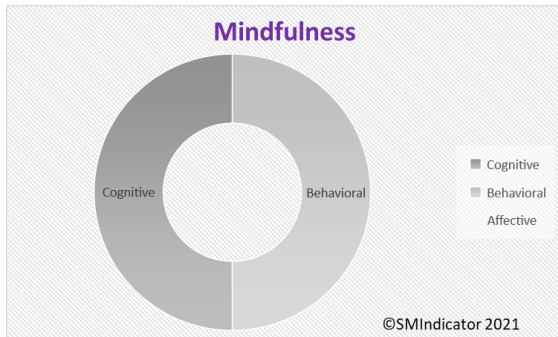 Mindfulness
Cognitive
Behavioral
Cognitive
Behavioral
Affective
©SMIndicator 2021